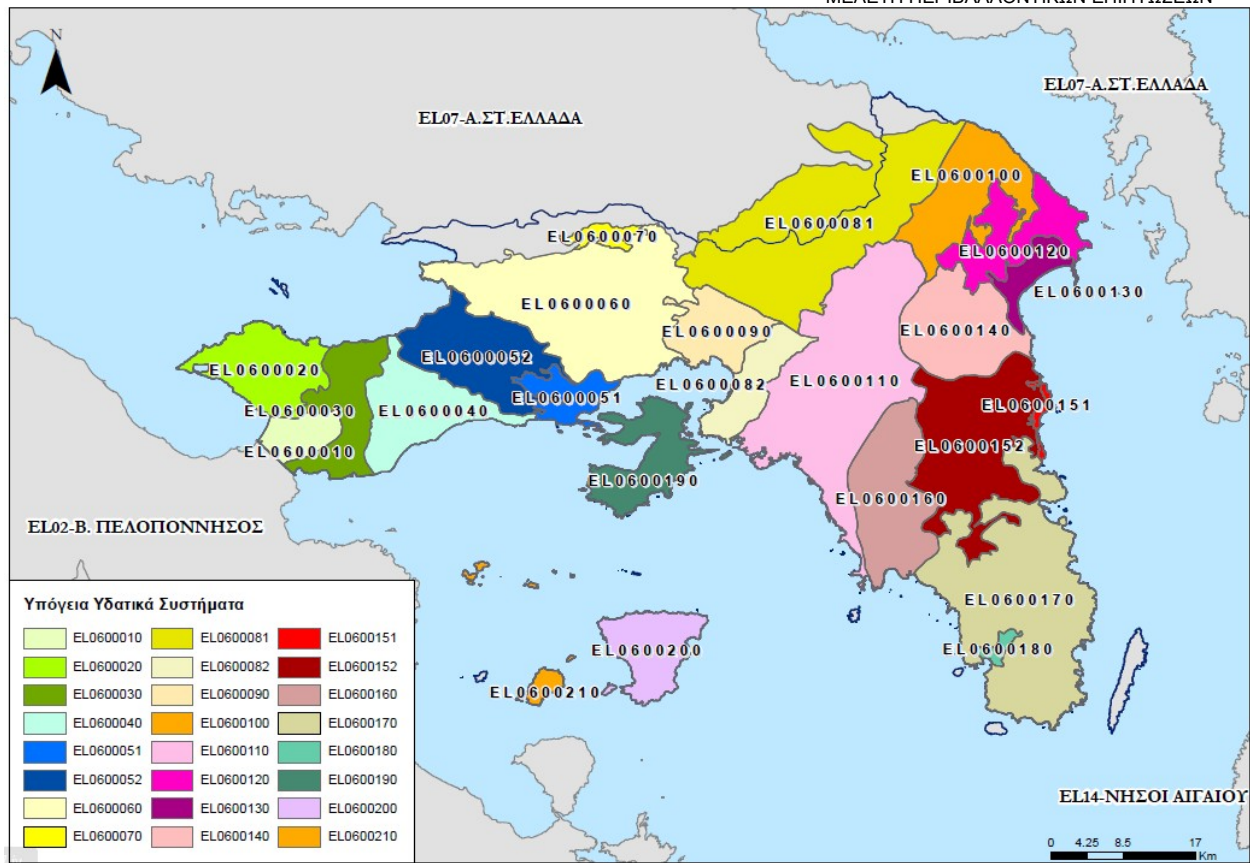 ΜΕΛΕΤΗ ΠΕΡΙΒΑΛΛΟΝΤΙΚΩΝ ΕΠΙΠΤΩΣΕΩΝ
N
EL07-Α.ΣΤ.ΕΛΛΑΔΑ
EL07-Α.ΣΤ.ΕΛΛΑΔΑ
EL0600100
EL0600081
EL0600070
EL0600120
EL0600130
EL0600060
EL0600090
EL0600140
EL0600052
EL0600020
EL0600082
EL0600110
EL0600051
EL0600151
EL0600030
EL0600040
EL0600152
EL0600010
EL0600190
EL0600160
EL02-Β. ΠΕΛΟΠΟΝΝΗΣΟΣ
EL0600170
EL0600180
EL0600200
EL0600210
EL14-ΝΗΣΟΙ ΑΙΓΑΙΟΥ
Υπόγεια Υδατικά Συστήματα
EL0600010 EL0600081 EL0600151
EL0600020 EL0600082 EL0600152
EL0600030 EL0600090 EL0600160
EL0600040 EL0600100 EL0600170
EL0600051 EL0600110 EL0600180
EL0600052 EL0600120 EL0600190
EL0600060 EL0600130 EL0600200
EL0600070 EL0600140 EL0600210
0 4.25 8.5 17
Km